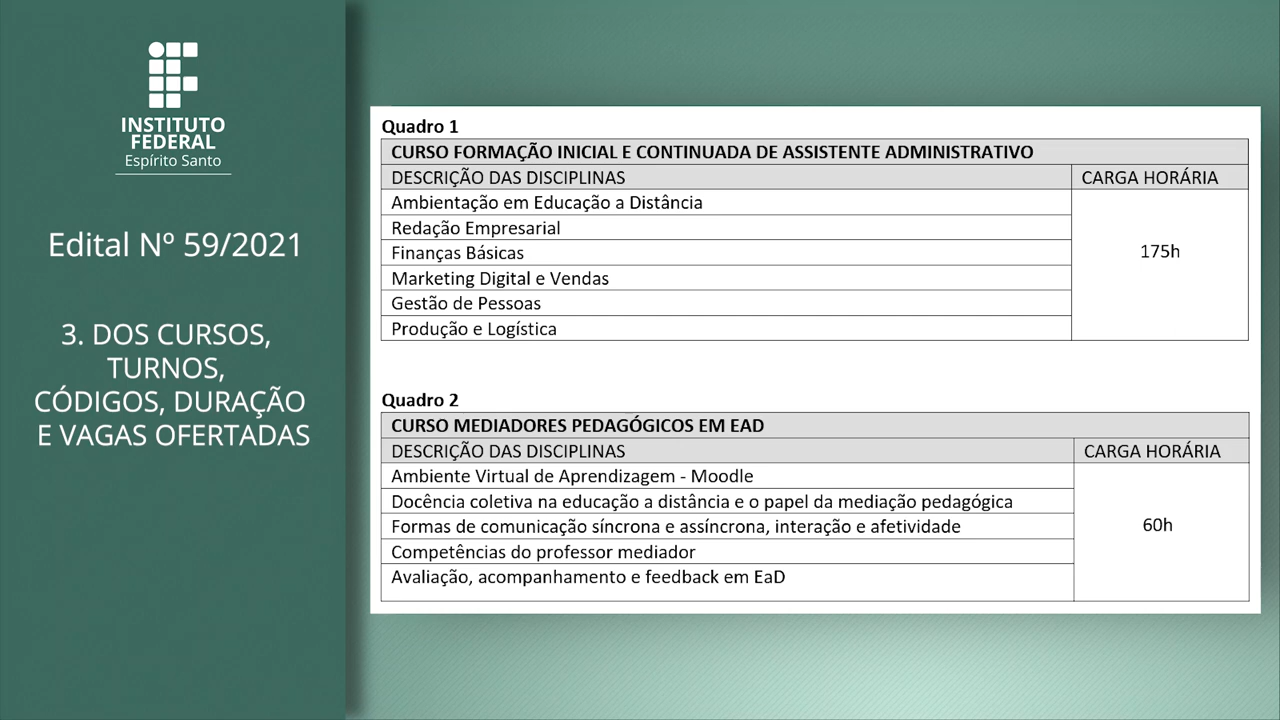 INSTITUTO
FEDERAL
Espírito Santo
Edital Nº 59/2021
3. DOS CURSOS,
TURNOS,
CÓDIGOS, DURAÇÃO
E VAGAS OFERTADAS
Quadro 1
CURSO FORMAÇÃO INICIAL E CONTINUADA DE ASSISTENTE ADMINISTRATIVO
DESCRIÇÃO DAS DISCIPLINAS CARGA HORÁRIA
Ambientação em Educação a Distância
Redação Empresarial
Finanças Básicas 175h
Marketing Digital e Vendas
Gestão de Pessoas
Produção e Logística
Quadro 2
CURSO MEDIADORES PEDAGÓGICOS EM EAD
DESCRIÇÃO DAS DISCIPLINAS CARGA HORÁRIA
Ambiente Virtual de Aprendizagem - Moodle
Docência coletiva na educação a distância e o papel da mediação pedagógica
Formas de comunicação síncrona e assíncrona, interação e afetividade 60h
Competências do professor mediador
Avaliação, acompanhamento e feedback em EaD